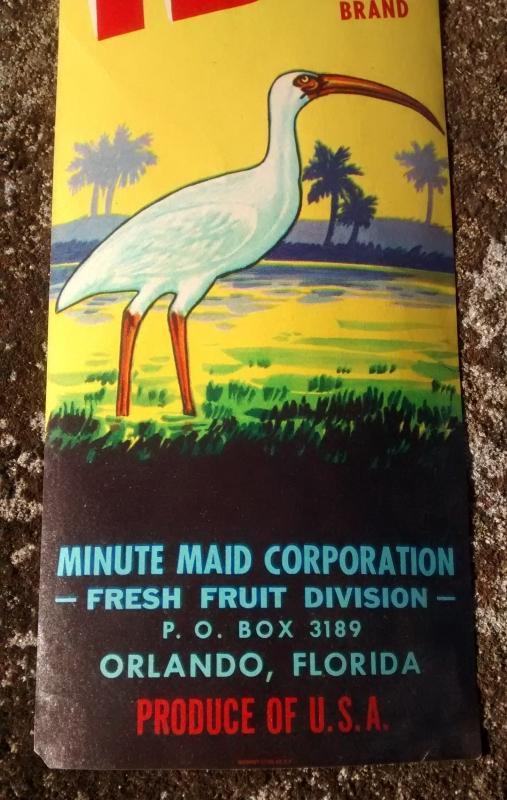 BRAND
MINUTE MAID CORPORATION
– FRESH FRUIT DIVISION –
P. O. BOX 3189
ORLANDO, FLORIDA
PRODUCE OF U. S. A.